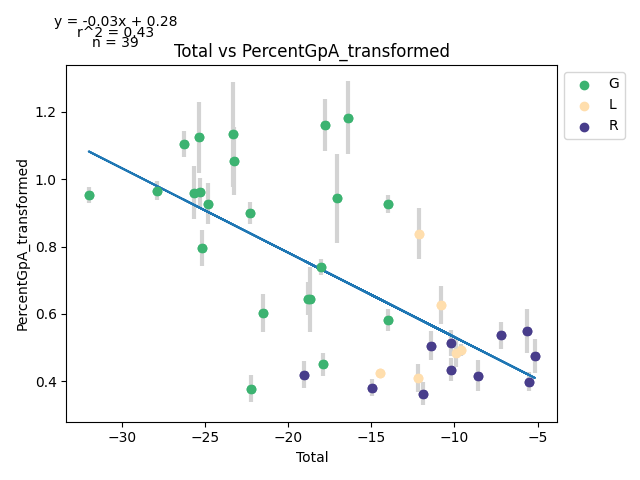 y = -0.03x + 0.28
r^2 = 0.43
n = 39
Total vs PercentGpA_transformed
G
L
R
PercentGpA_transformed
1.2
1.0
0.8
0.6
0.4
−30
−25
−20
−15
−10
−5
Total